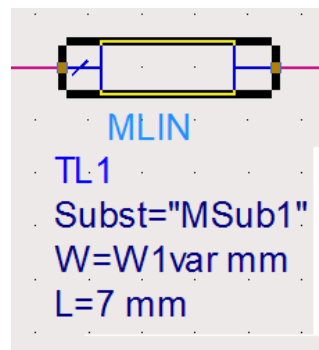 MLIN
TL1
Subst="MSub1"
W=W1var mm
L=7 mm